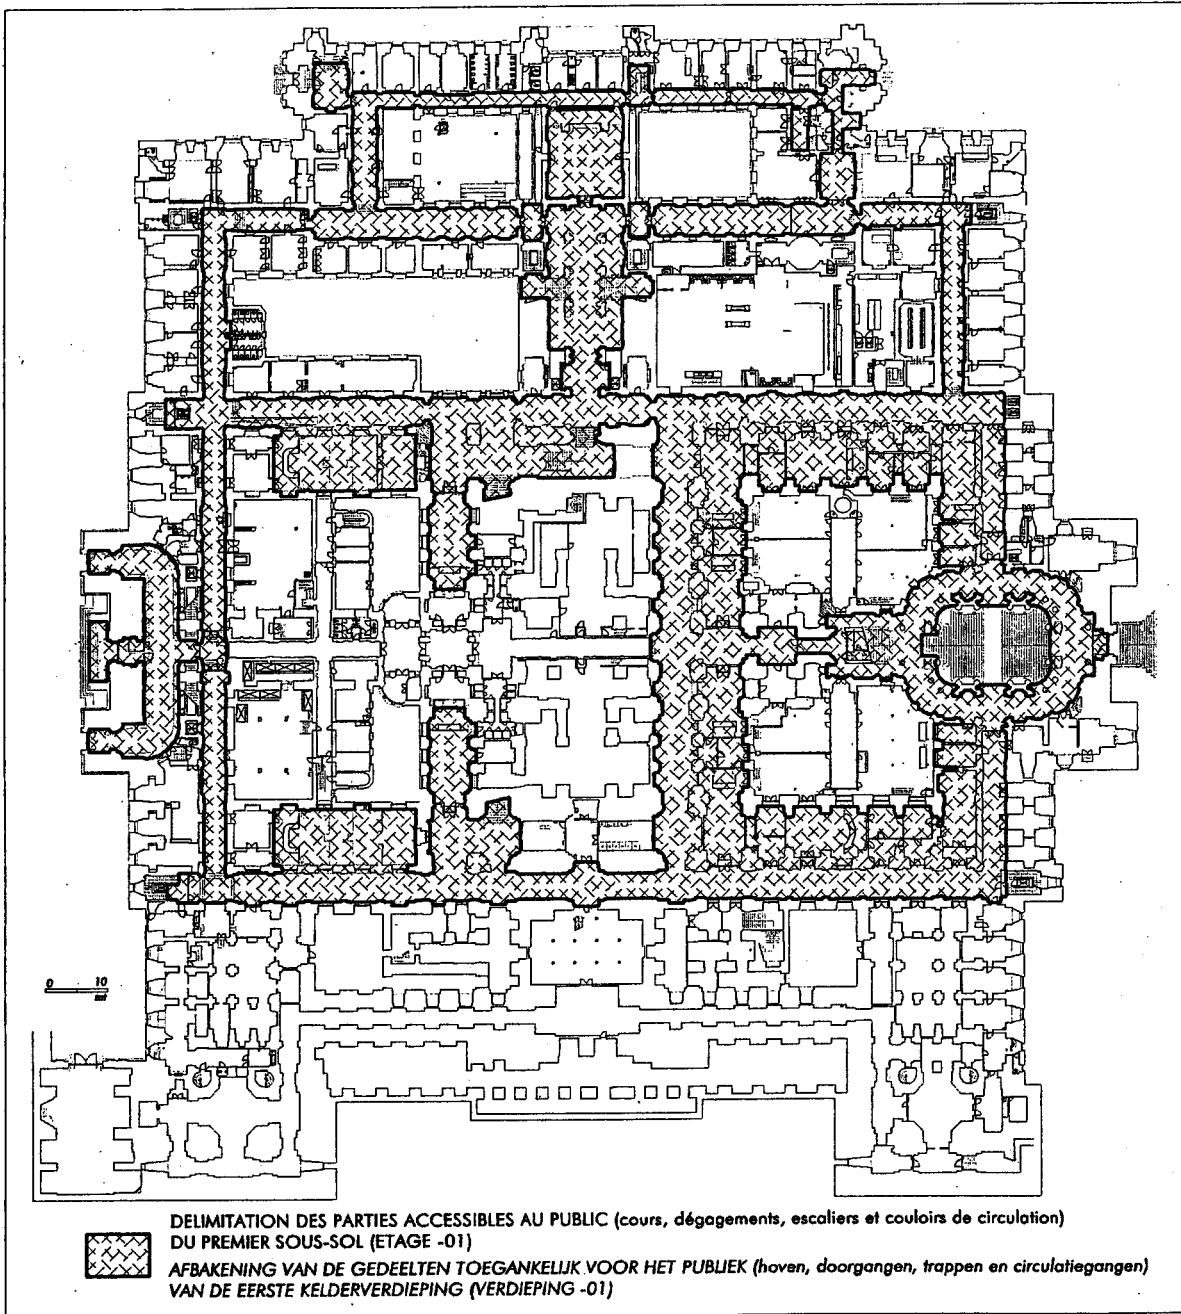 0 10
mt
DELIMITATION DES PARTIES ACCESSIBLES AU PUBLIC (cours, dégagements, escaliers et couloirs de circulation)
DU PREMIER SOUS-SOL (ETAGE -01)
AFBAKENING VAN DE GEDEELTEN TOEGANKELIJK VOOR HET PUBLIEK (hoven, doorgangen, trappen en circulatiegangen)
VAN DE EERSTE KELDERVERDIEPING (VERDIEPING -01)